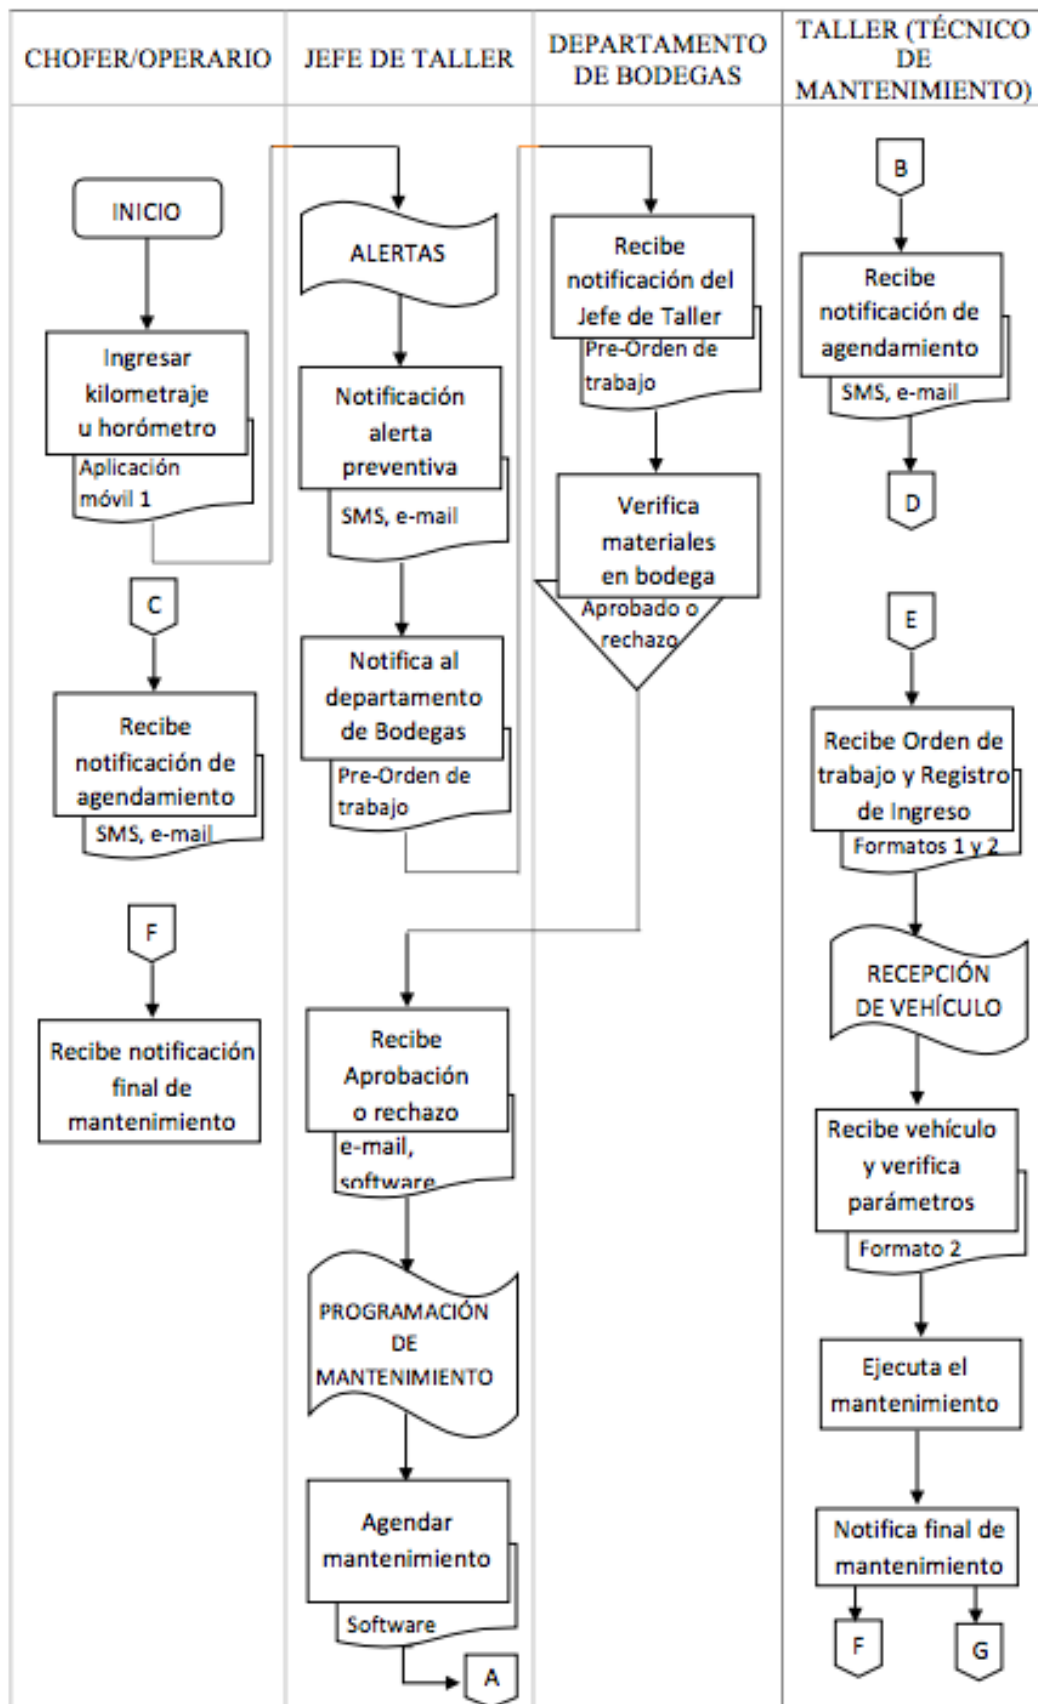 CHOFER/OPERARIO
JEFE DE TALLER
DEPARTAMENTO
DE BODEGAS
TALLER (TÉCNICO
DE
MANTENIMIENTO)
INICIO
Ingresar
kilometraje
u horómetro
Aplicación
móvil 1
C
Recibe
notificación de
agendamiento
SMS, e-mail
F
Recibe notificación
final de
mantenimiento
ALERTAS
Notificación
alerta
preventiva
SMS, e-mail
Notifica al
departamento
de Bodegas
Pre-Orden de
trabajo
Recibe
Aprobación
o rechazo
e-mail,
software
PROGRAMACIÓN
DE
MANTENIMIENTO
Agendar
mantenimiento
Software
A
Recibe
notificación del
Jefe de Taller
Pre-Orden de
trabajo
Verifica
materiales
en bodega
Aprobado o
rechazo
B
Recibe
notificación de
agendamiento
SMS, e-mail
D
E
Recibe Orden de
trabajo y Registro
de Ingreso
Formatos 1 y 2
RECEPCIÓN
DE VEHÍCULO
Recibe vehículo
y verifica
parámetros
Formato 2
Ejecuta el
mantenimiento
Notifica final de
mantenimiento
F
G